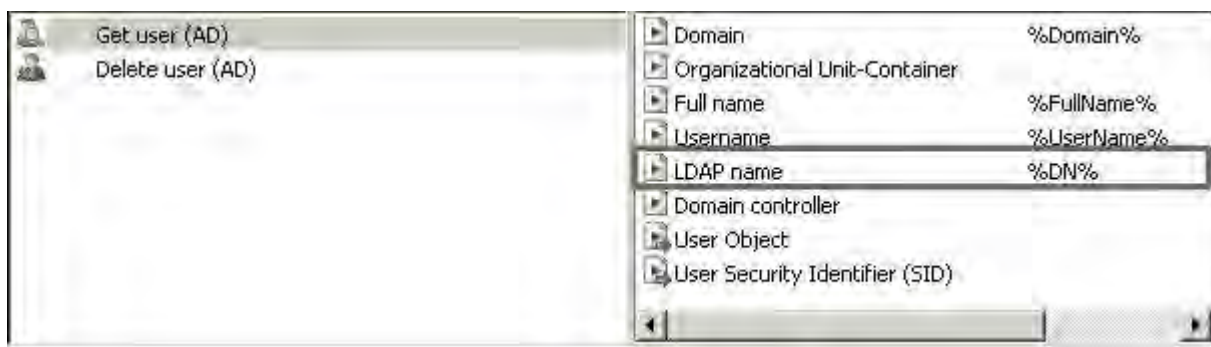 Get user (AD)
Delete user (AD)
Domain %Domain%
Organizational Unit-Container
Full name %FullName%
Username %UserName%
LDAP name %DN%
Domain controller
User Object
User Security Identifier (SID)